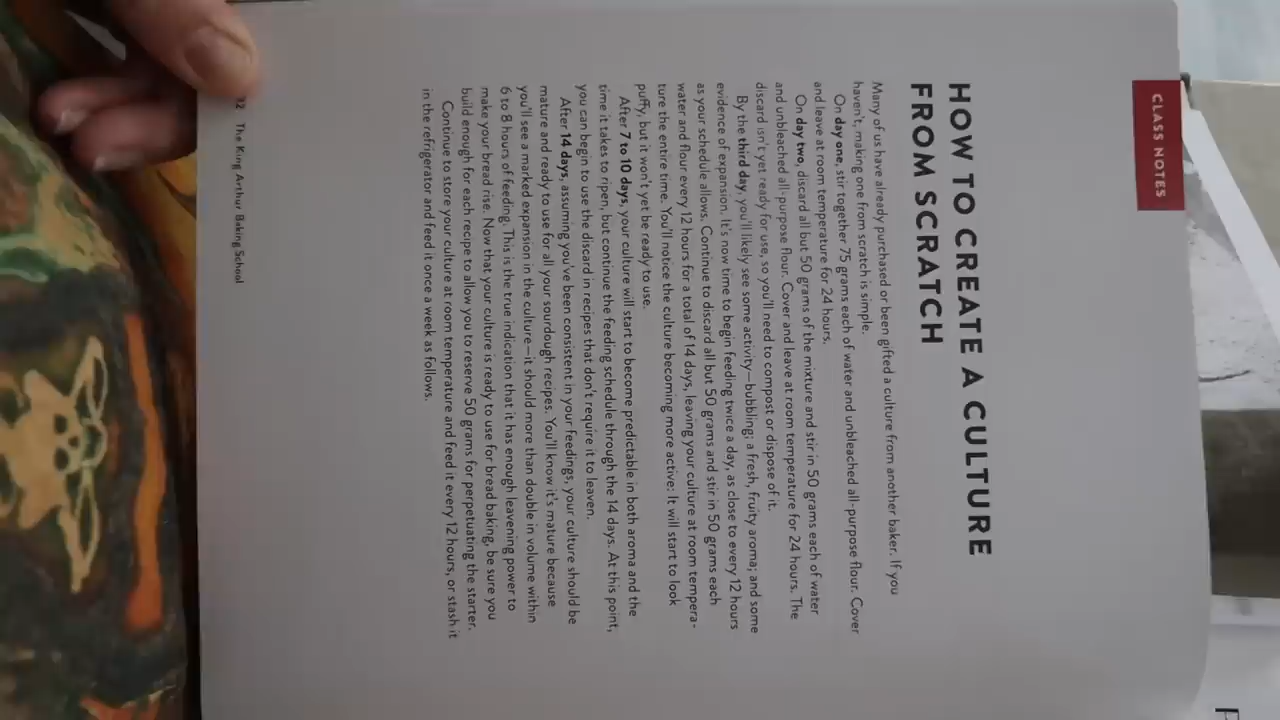 CLASS NOTES
HOW TO CREATE A CULTURE
FROM SCRATCH
Many of us have already purchased or been gifted a culture from another baker. If you
haven't, making one from scratch is simple.
On day one, stir together 75 grams each of water and unbleached all-purpose flour. Cover
and leave at room temperature for 24 hours.
On day two, discard all but 50 grams of the mixture and stir in 50 grams each of water
and unbleached all-purpose flour. Cover and leave at room temperature for 24 hours. The
discard isn't yet ready for use, so you'll need to compost or dispose of it.
By the third day, you'll likely see some activity—bubbling; a fresh, fruity aroma; and some
evidence of expansion. It's now time to begin feeding twice a day, as close to every 12 hours
as your schedule allows. Continue to discard all but 50 grams and stir in 50 grams each
water and flour every 12 hours for a total of 14 days, leaving your culture at room tempera-
ture the entire time. You'll notice the culture becoming more active: It will start to look
puffy, but it won't yet be ready to use.
After 7 to 10 days, your culture will start to become predictable in both aroma and the
time it takes to ripen, but continue the feeding schedule through the 14 days. At this point,
you can begin to use the discard in recipes that don't require it to leaven.
After 14 days, assuming you've been consistent in your feedings, your culture should be
mature and ready to use for all your sourdough recipes. You'll know it's mature because
you'll see a marked expansion in the culture—it should more than double in volume within
6 to 8 hours of feeding. This is the true indication that it has enough leavening power to
make your bread rise. Now that your culture is ready to use for bread baking, be sure you
build enough for each recipe to allow you to reserve 50 grams for perpetuating the starter.
Continue to store your culture at room temperature and feed it every 12 hours, or stash it
in the refrigerator and feed it once a week as follows.
The King Arthur Baking School